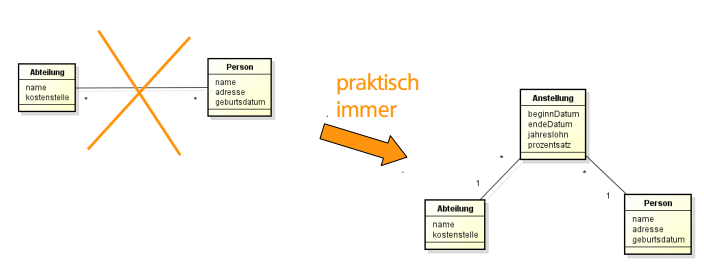 Abteilung
name
kostenstelle
*
*
Person
name
adresse
geburtsdatum
praktisch
immer
Anstellung
beginnDatum
endeDatum
jahreslohn
prozentsatz
*
*
1
1
Abteilung
name
kostenstelle
Person
name
adresse
geburtsdatum